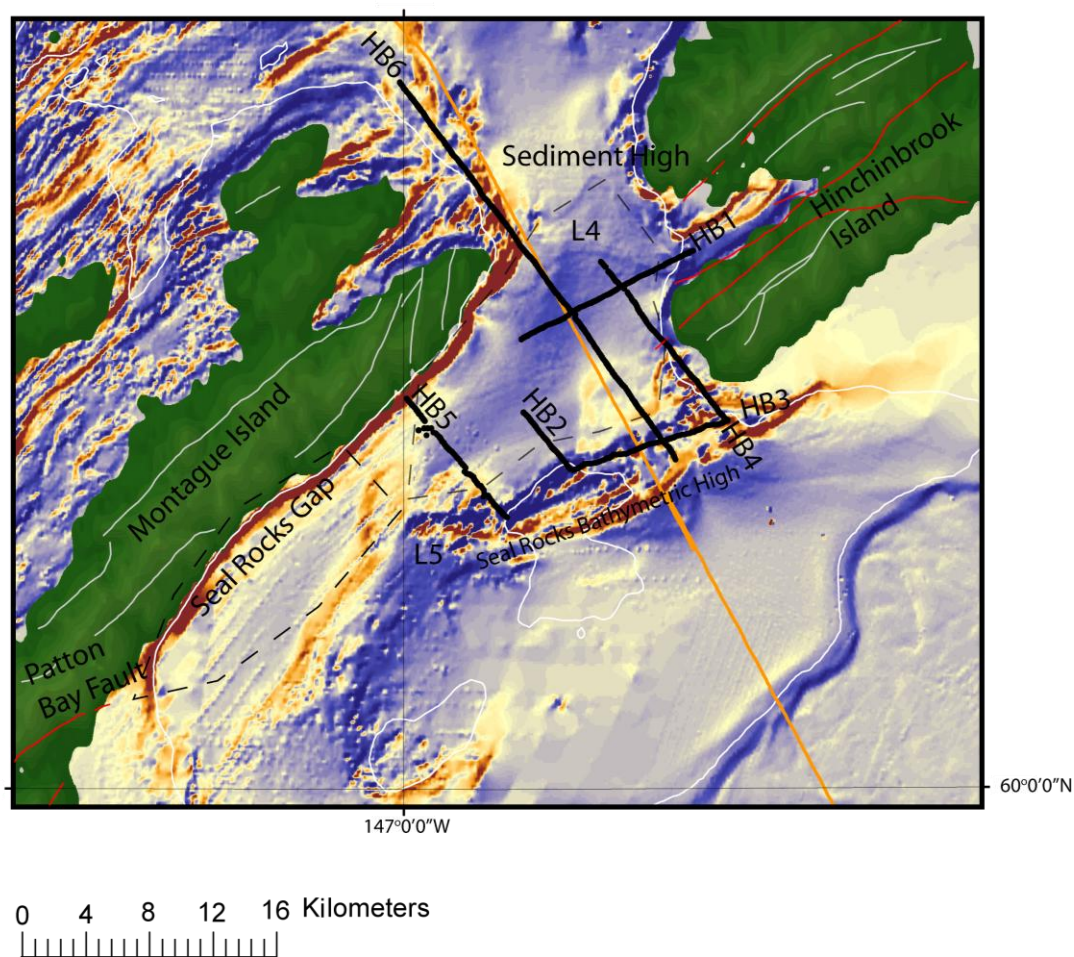 HB6
Sediment High
Hinchinbrook
Island
L4
HB1
HB5
HB2
HB3
HB4
Montague Island
Seal Rocks Gap
Seal Rocks Bathymetric High
L5
Patton
Bay Fault
60°0'0"N
147°0'0"W
0 4 8 12 16 Kilometers